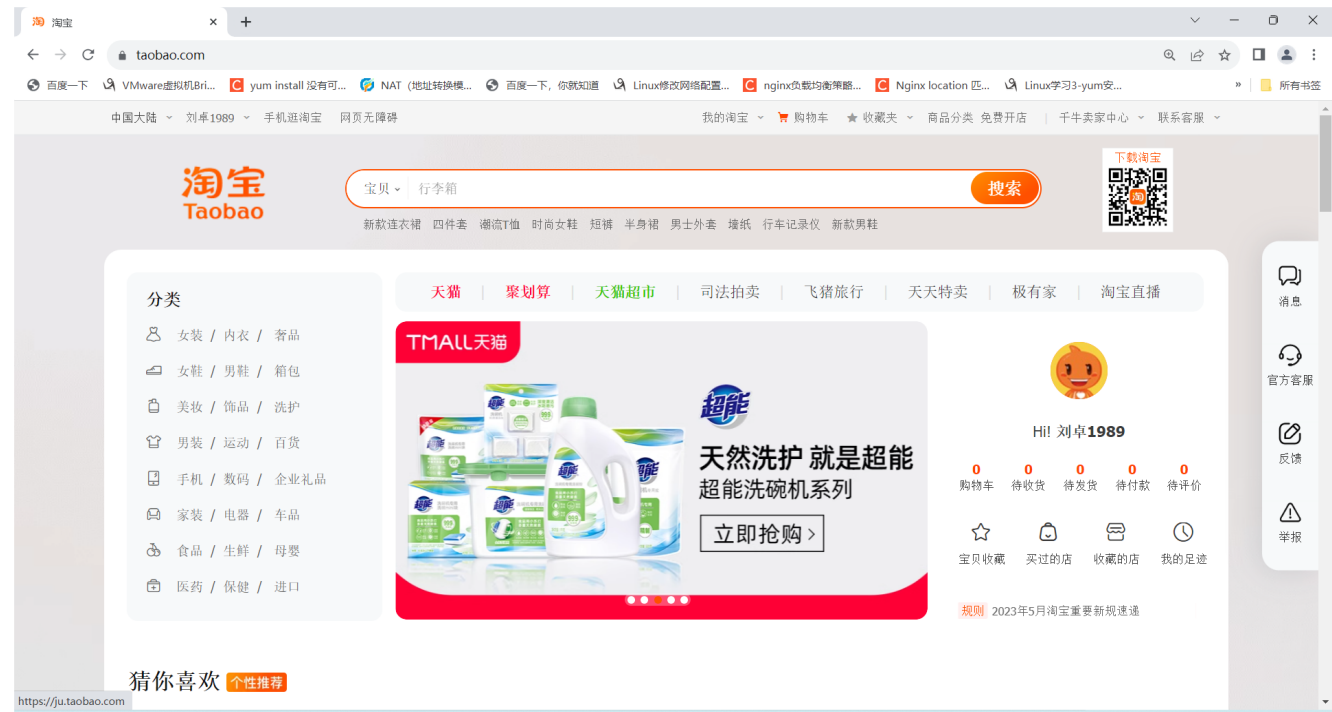 淘宝
taobao.com
百度一下 VMware虚拟机Bri... yum install 没有可... NAT（地址转换模... 百度一下，你就知道 Linux修改网络配置... nginx负载均衡策略... Nginx location 匹... Linux学习3-yum安... » 所有书签
中国大陆 刘卓1989 手机逛淘宝 网页无障碍 我的淘宝 购物车 收藏夹 商品分类 免费开店 千牛卖家中心 联系客服
下载淘宝
淘宝
Taobao
宝贝 行李箱 搜索
新款连衣裙 四件套 潮流T恤 时尚女鞋 短裤 半身裙 男士外套 墙纸 行车记录仪 新款男鞋
分类
女装 / 内衣 / 奢品
女鞋 / 男鞋 / 箱包
美妆 / 饰品 / 洗护
男装 / 运动 / 百货
手机 / 数码 / 企业礼品
家装 / 电器 / 车品
食品 / 生鲜 / 母婴
医药 / 保健 / 进口
天猫 聚划算 天猫超市 司法拍卖 飞猪旅行 天天特卖 极有家 淘宝直播
TMALL天猫
超能
天然洗护 就是超能
超能洗碗机系列
立即抢购>
Hi! 刘卓1989
0 0 0 0 0
购物车 待收货 待发货 待付款 待评价
宝贝收藏 买过的店 收藏的店 我的足迹
规则 2023年5月淘宝重要新规速递
消息
官方客服
反馈
举报
猜你喜欢 个性推荐
https://ju.taobao.com